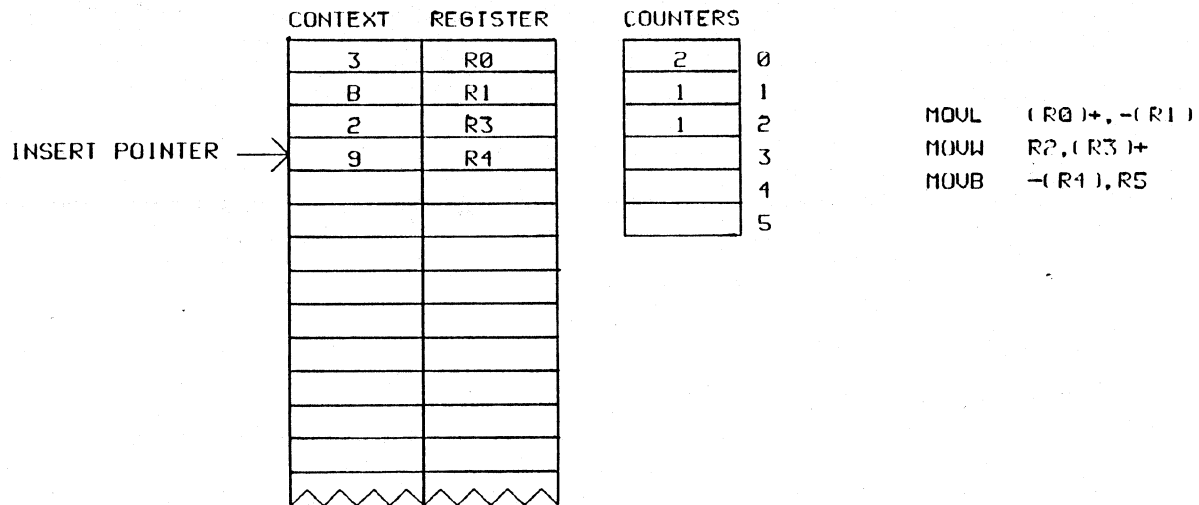 CONTEXT REGISTER COUNTERS
3 R0 2 0
B R1 1 1
MOVL (R0)+,-(R1)
2 R3 1 2
MOVW R2,(R3)+
INSERT POINTER 9 R4 3
MOVB -(R4),R5
4
5